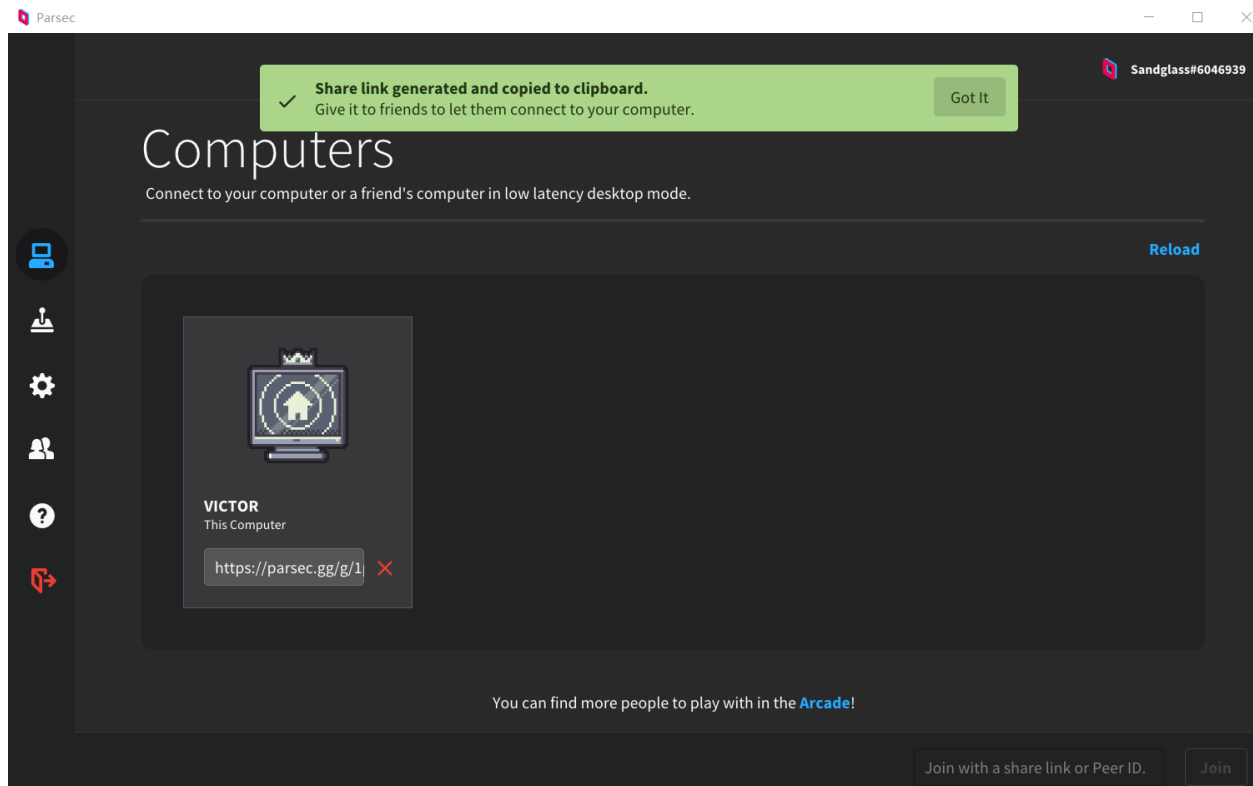 Parsec
Sandglass#6046939
Share link generated and copied to clipboard.
Give it to friends to let them connect to your computer.
Got It
Computers
Connect to your computer or a friend's computer in low latency desktop mode.
Reload
VICTOR
This Computer
https://parsec.gg/g/1
You can find more people to play with in the Arcade!
Join with a share link or Peer ID.
Join